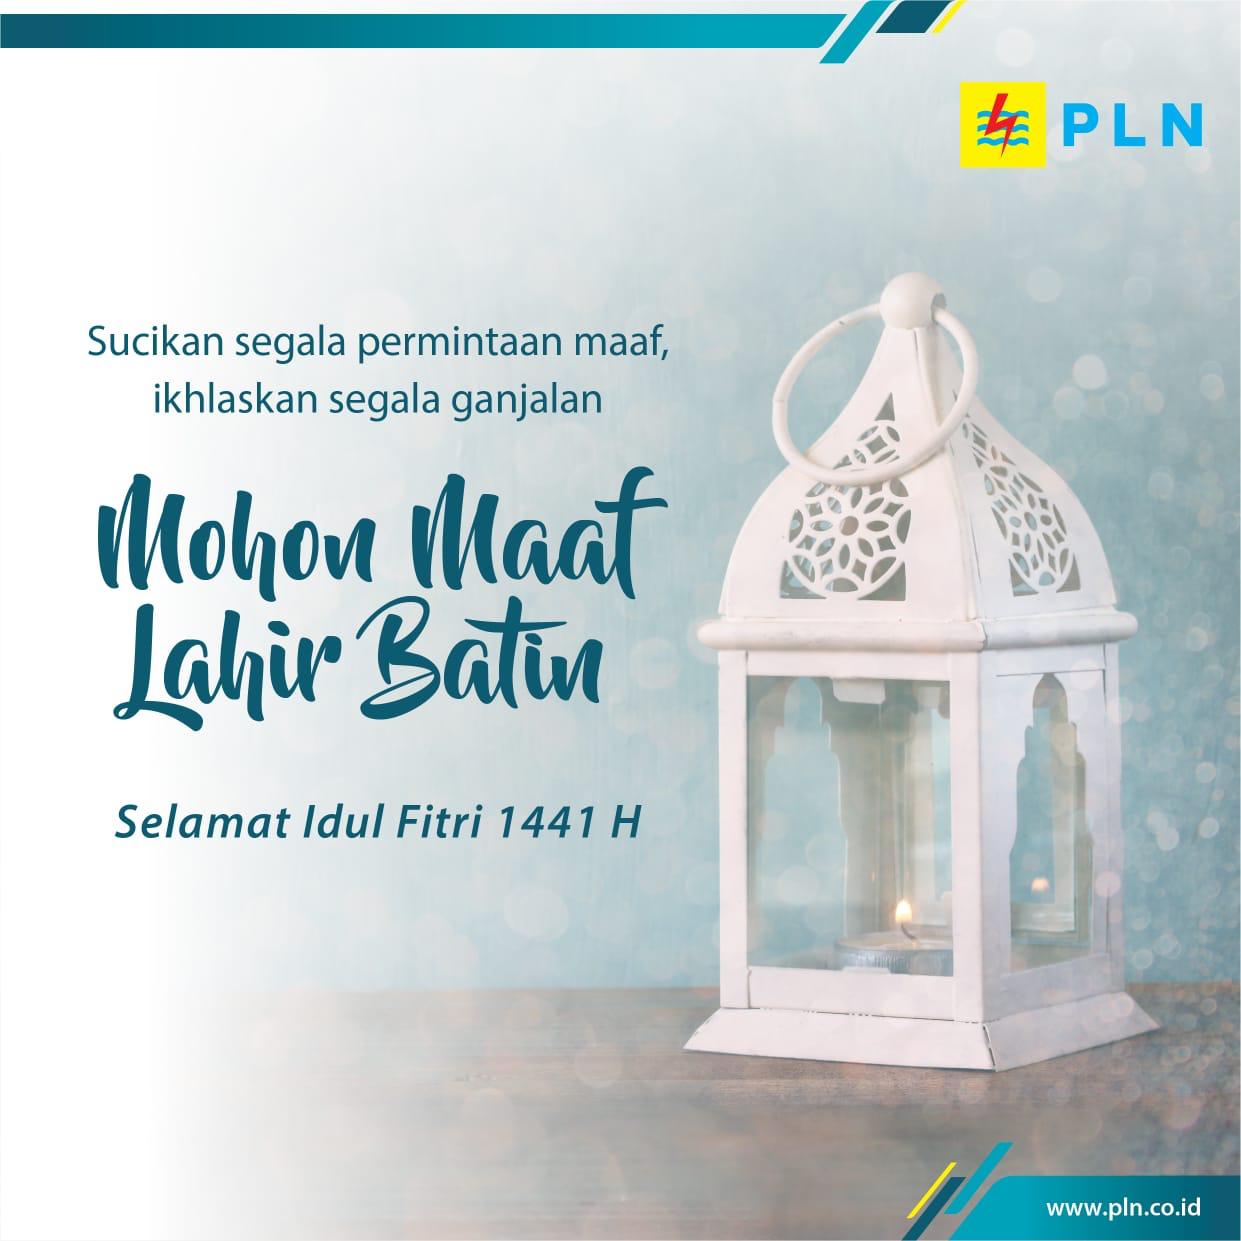 PLN
Sucikan segala permintaan maaf,
ikhlaskan segala ganjalan
Mohon Maaf
Lahir Batin
Selamat Idul Fitri 1441 H
www.pln.co.id